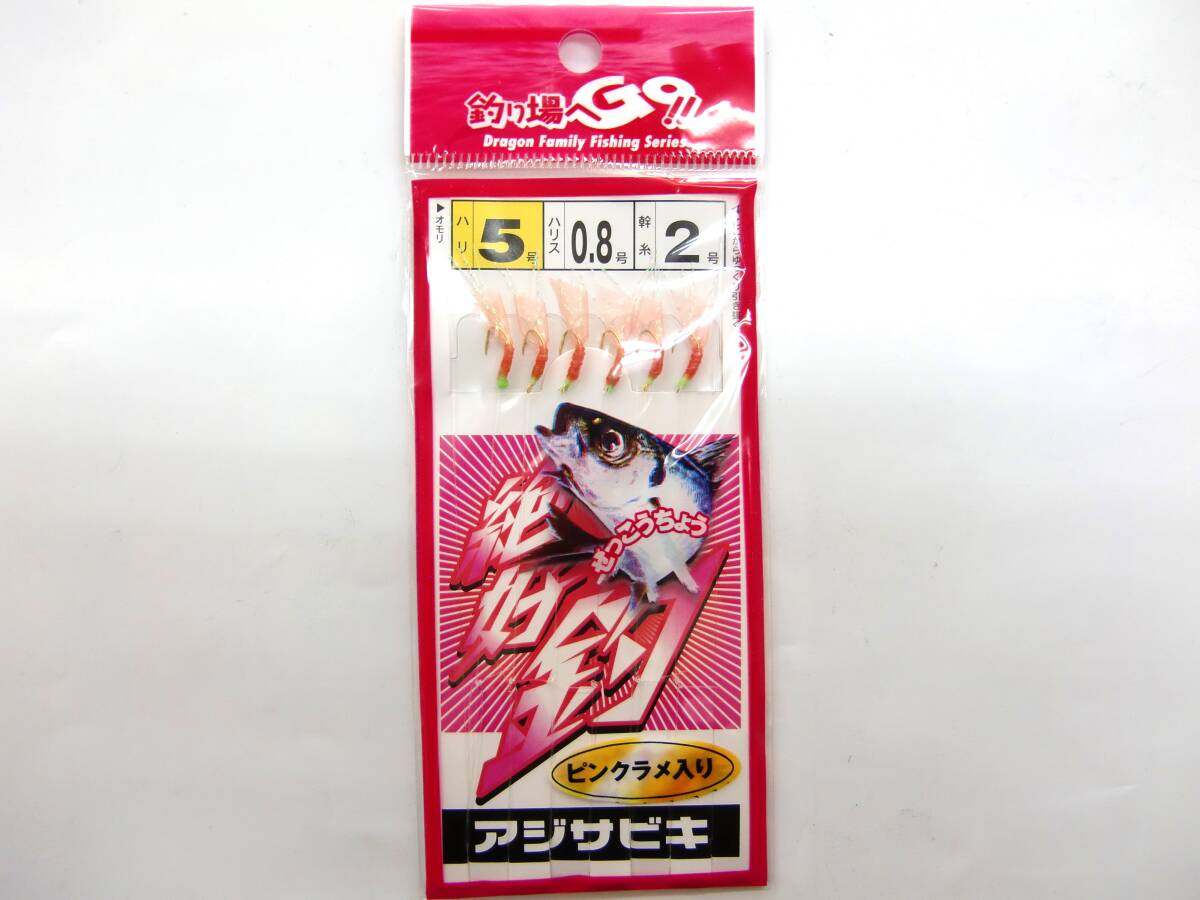 釣り場へGO!!
Dragon Family Fishing Series
▶オモリ
ハリ 5号
ハリス 0.8号
幹糸 2号
せっこうちょう
絶好釣
ピンクラメ入り
アジサビキ